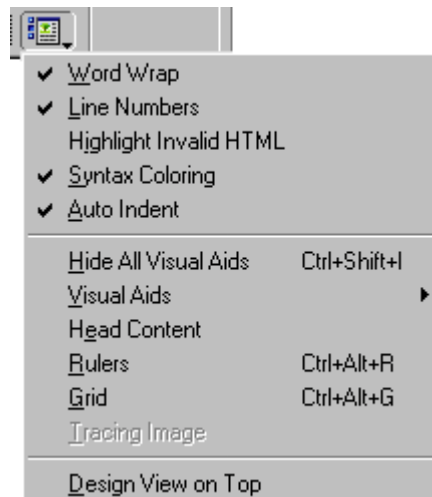 Word Wrap
Line Numbers
Highlight Invalid HTML
Syntax Coloring
Auto Indent
Hide All Visual Aids Ctrl+Shift+I
Visual Aids
Head Content
Rulers Ctrl+Alt+R
Grid Ctrl+Alt+G
Tracing Image
Design View on Top